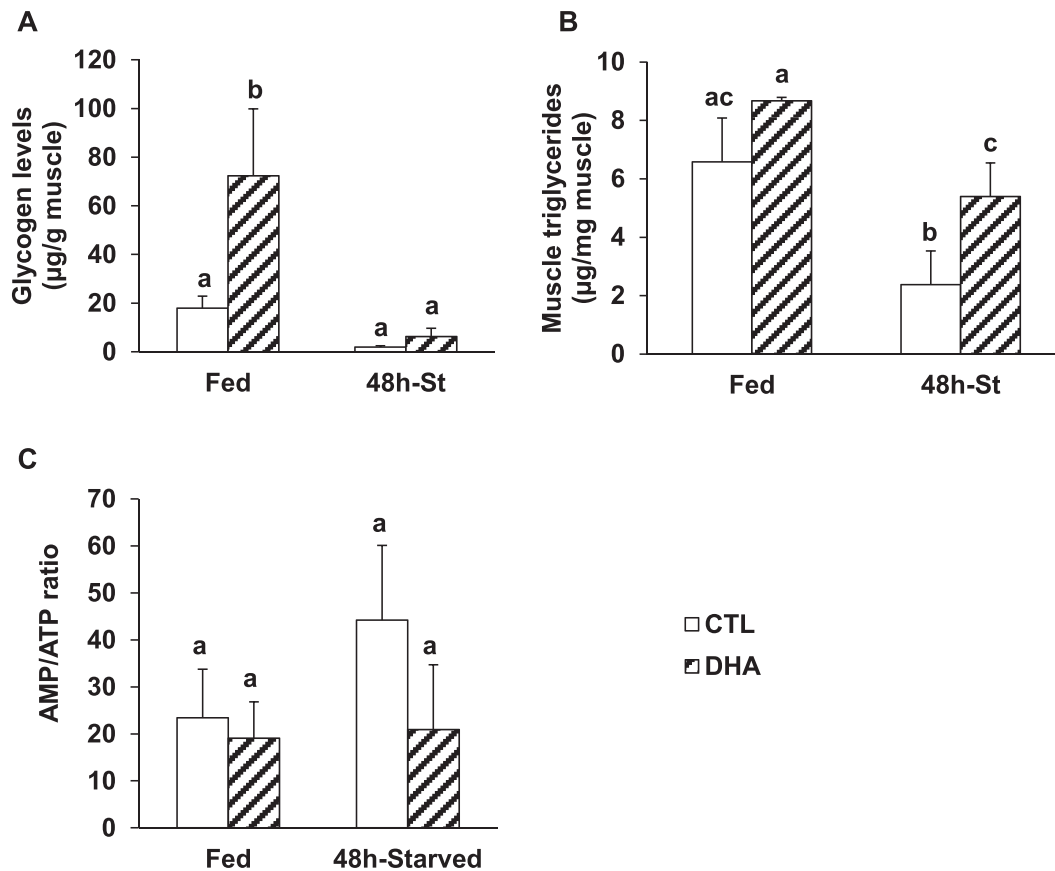 A
120
100
80
60
40
20
0
Glycogen levels
(µg/g muscle)
a
b
a
a
Fed
48h-St
B
10
8
6
4
2
0
Muscle triglycerides
(µg/mg muscle)
ac
a
b
c
Fed
48h-St
C
70
60
50
40
30
20
10
0
AMP/ATP ratio
a
a
a
a
Fed
48h-Starved
CTL
DHA